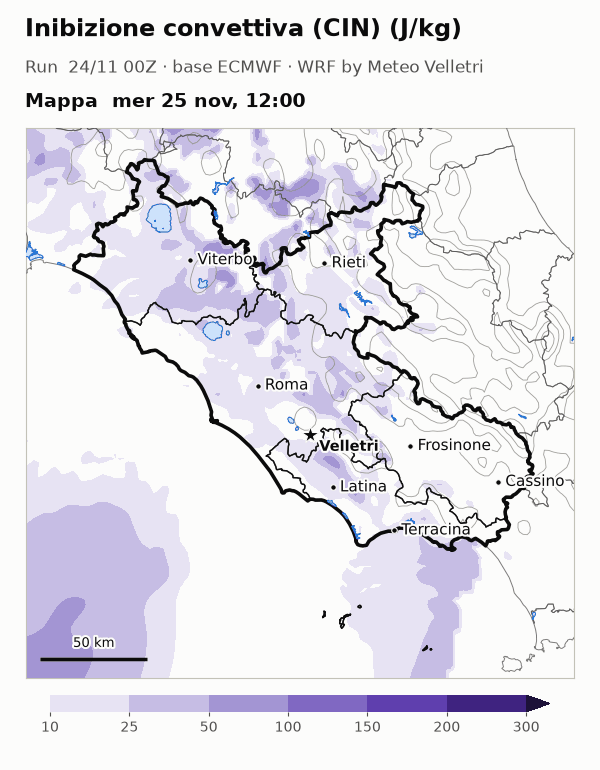 Inibizione convettiva (CIN) (J/kg)
Run  24/11 00Z · base ECMWF · WRF by Meteo Velletri
Mappa  mer 25 nov, 12:00
Viterbo
Rieti
Roma
Velletri
Frosinone
Latina
Cassino
Terracina
50 km
10 25 50 100 150 200 300